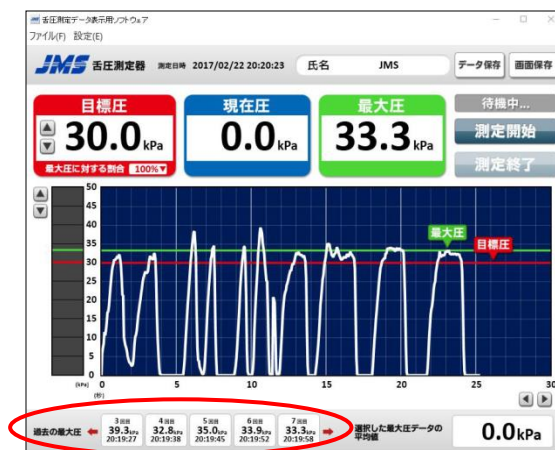 舌圧測定データ表示用ソフトウェア
ファイル(F) 設定(E)
JMS 舌圧測定器 測定日時 2017/02/22 20:20:23 氏名 JMS データ保存 画面保存
目標圧 現在圧 最大圧 待機中...
30.0kPa 0.0kPa 33.3kPa 測定開始
最大圧に対する割合 100%▼ 測定終了
50
45
40
最大圧
35
目標圧
30
25
20
15
10
5
0
(kPa) 0 5 10 15 20 25 30
(秒)
3回目 4回目 5回目 6回目 7回目
過去の最大圧 39.3kPa 32.8kPa 35.0kPa 33.9kPa 33.3kPa 選択した最大圧データの平均値 0.0kPa
20:19:27 20:19:38 20:19:45 20:19:52 20:19:58